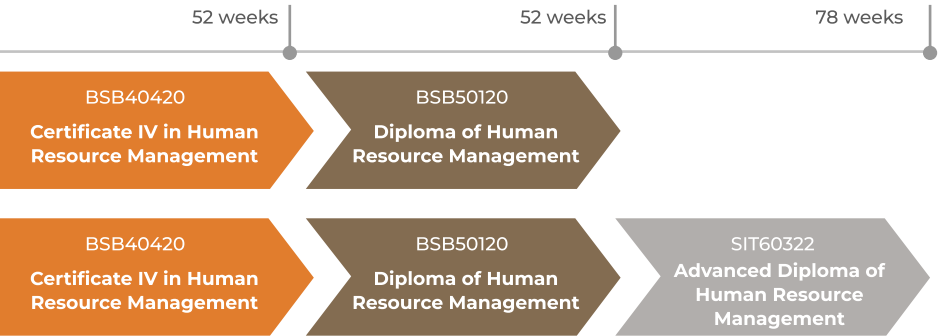 52 weeks
52 weeks
78 weeks
BSB40420
Certificate IV in Human
Resource Management
BSB50120
Diploma of Human
Resource Management
BSB40420
Certificate IV in Human
Resource Management
BSB50120
Diploma of Human
Resource Management
SIT60322
Advanced Diploma of
Human Resource
Management